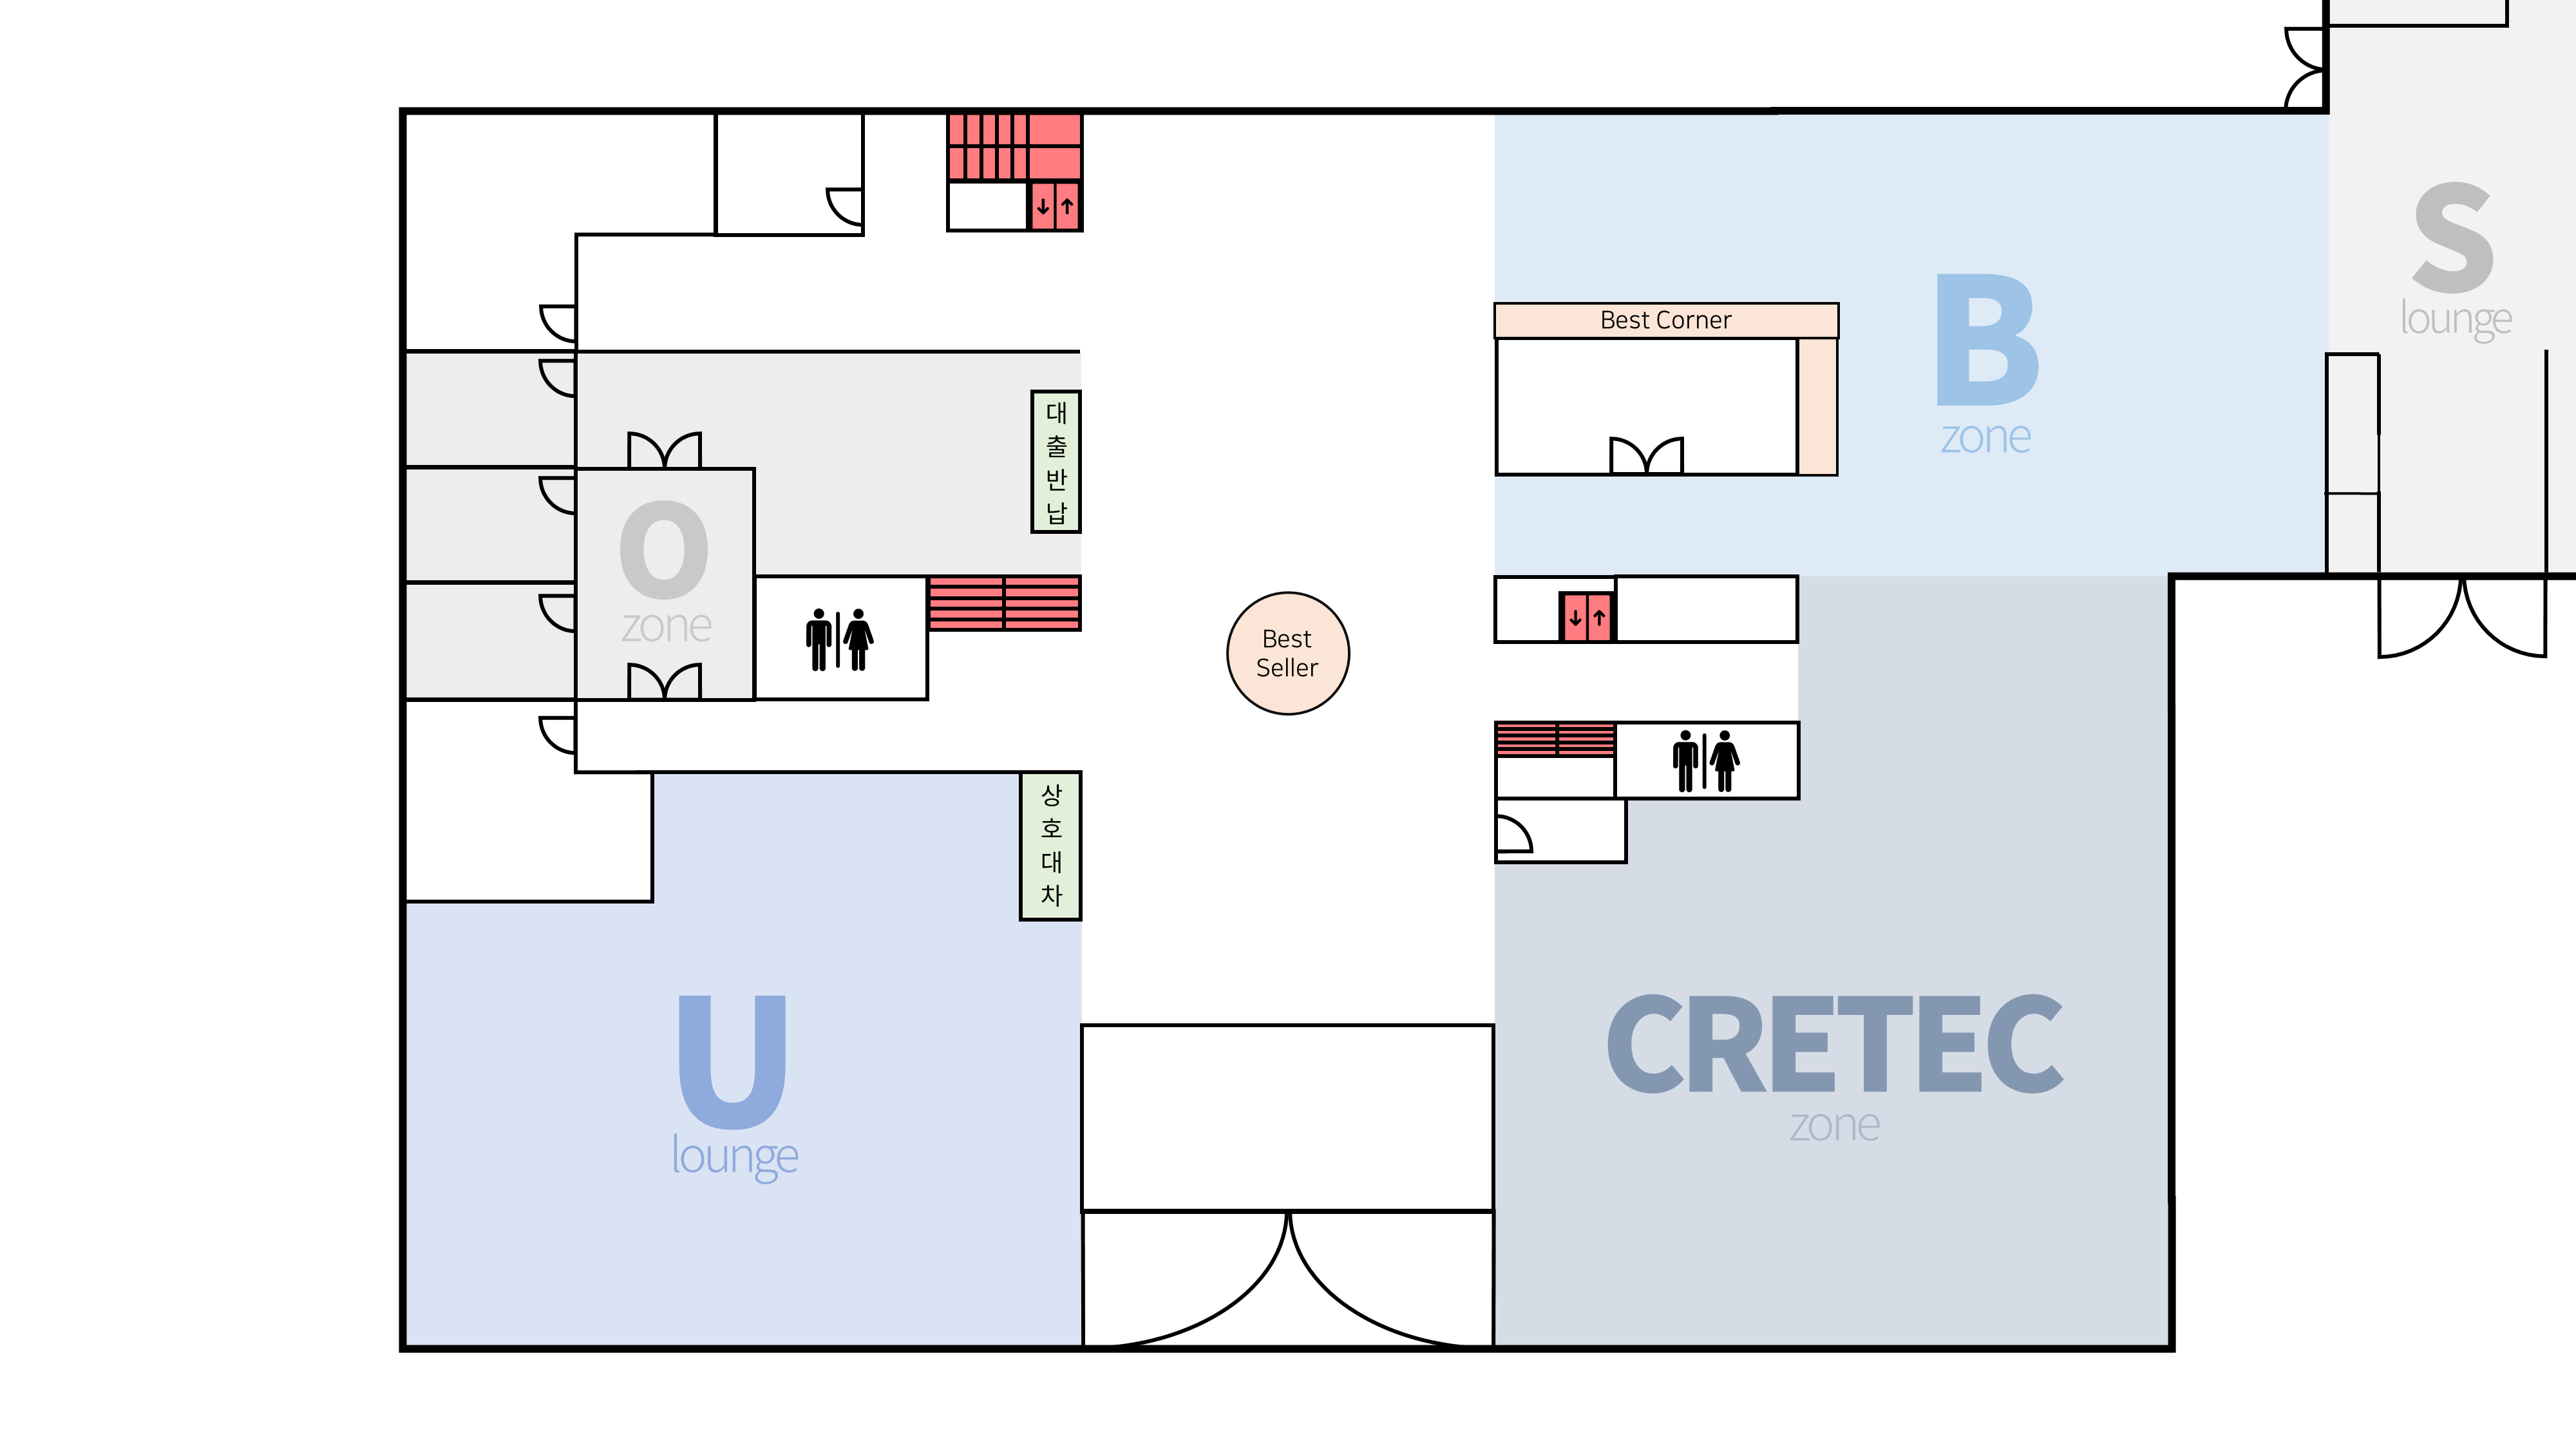 S
lounge
B
zone
Best Corner
대
출
반
납
O
zone
Best
Seller
상
호
대
차
U
lounge
CRETEC
zone